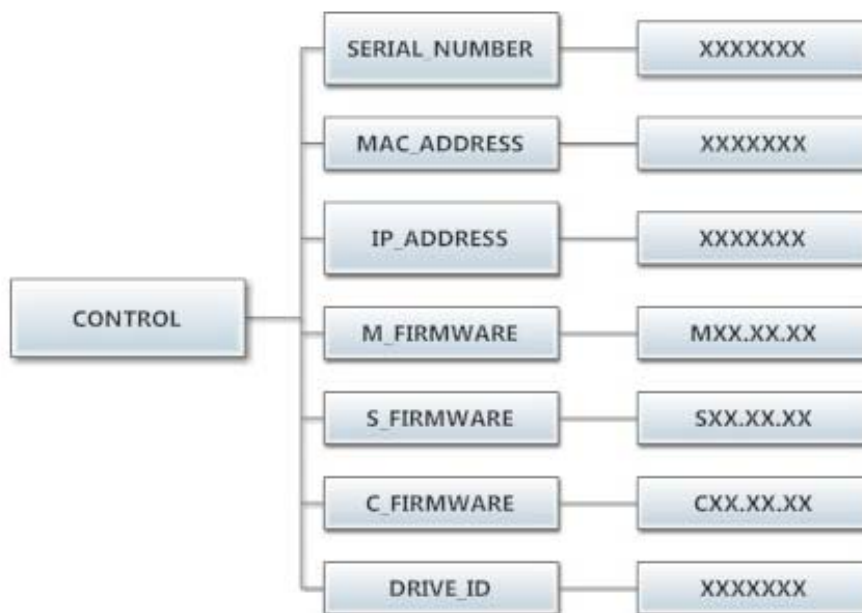 SERIAL_NUMBER XXXXXXX
MAC_ADDRESS XXXXXXX
IP_ADDRESS XXXXXXX
CONTROL
M_FIRMWARE MXX.XX.XX
S_FIRMWARE SXX.XX.XX
C_FIRMWARE CXX.XX.XX
DRIVE_ID XXXXXXX